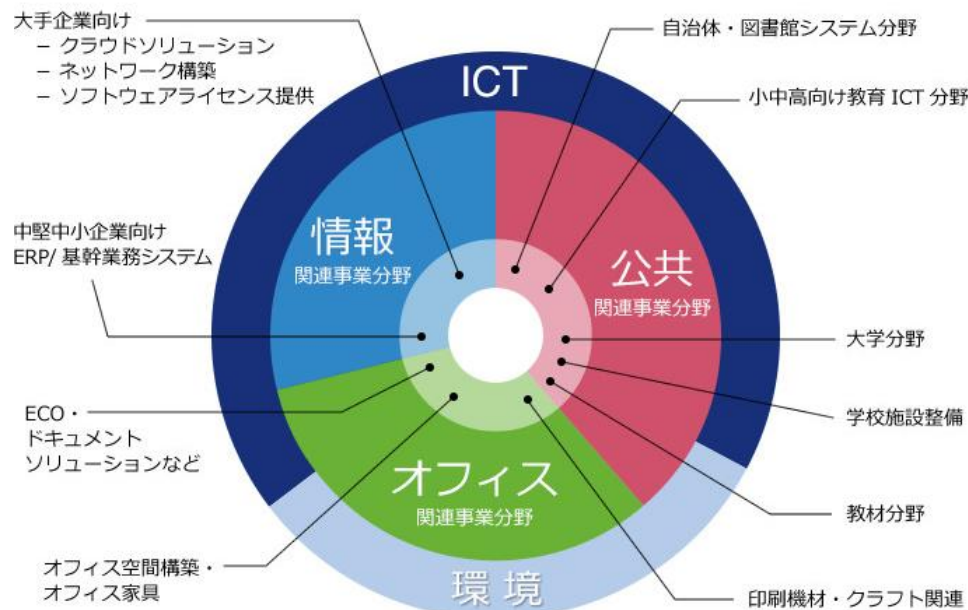 大手企業向け
− クラウドソリューション
− ネットワーク構築
− ソフトウェアライセンス提供
自治体・図書館システム分野
ICT
小中高向け教育 ICT 分野
情報
関連事業分野
中堅中小企業向け
ERP/ 基幹業務システム
公共
関連事業分野
大学分野
ECO・
ドキュメント
ソリューションなど
学校施設整備
オフィス
関連事業分野
教材分野
オフィス空間構築・
オフィス家具
環 境
印刷機材・クラフト関連